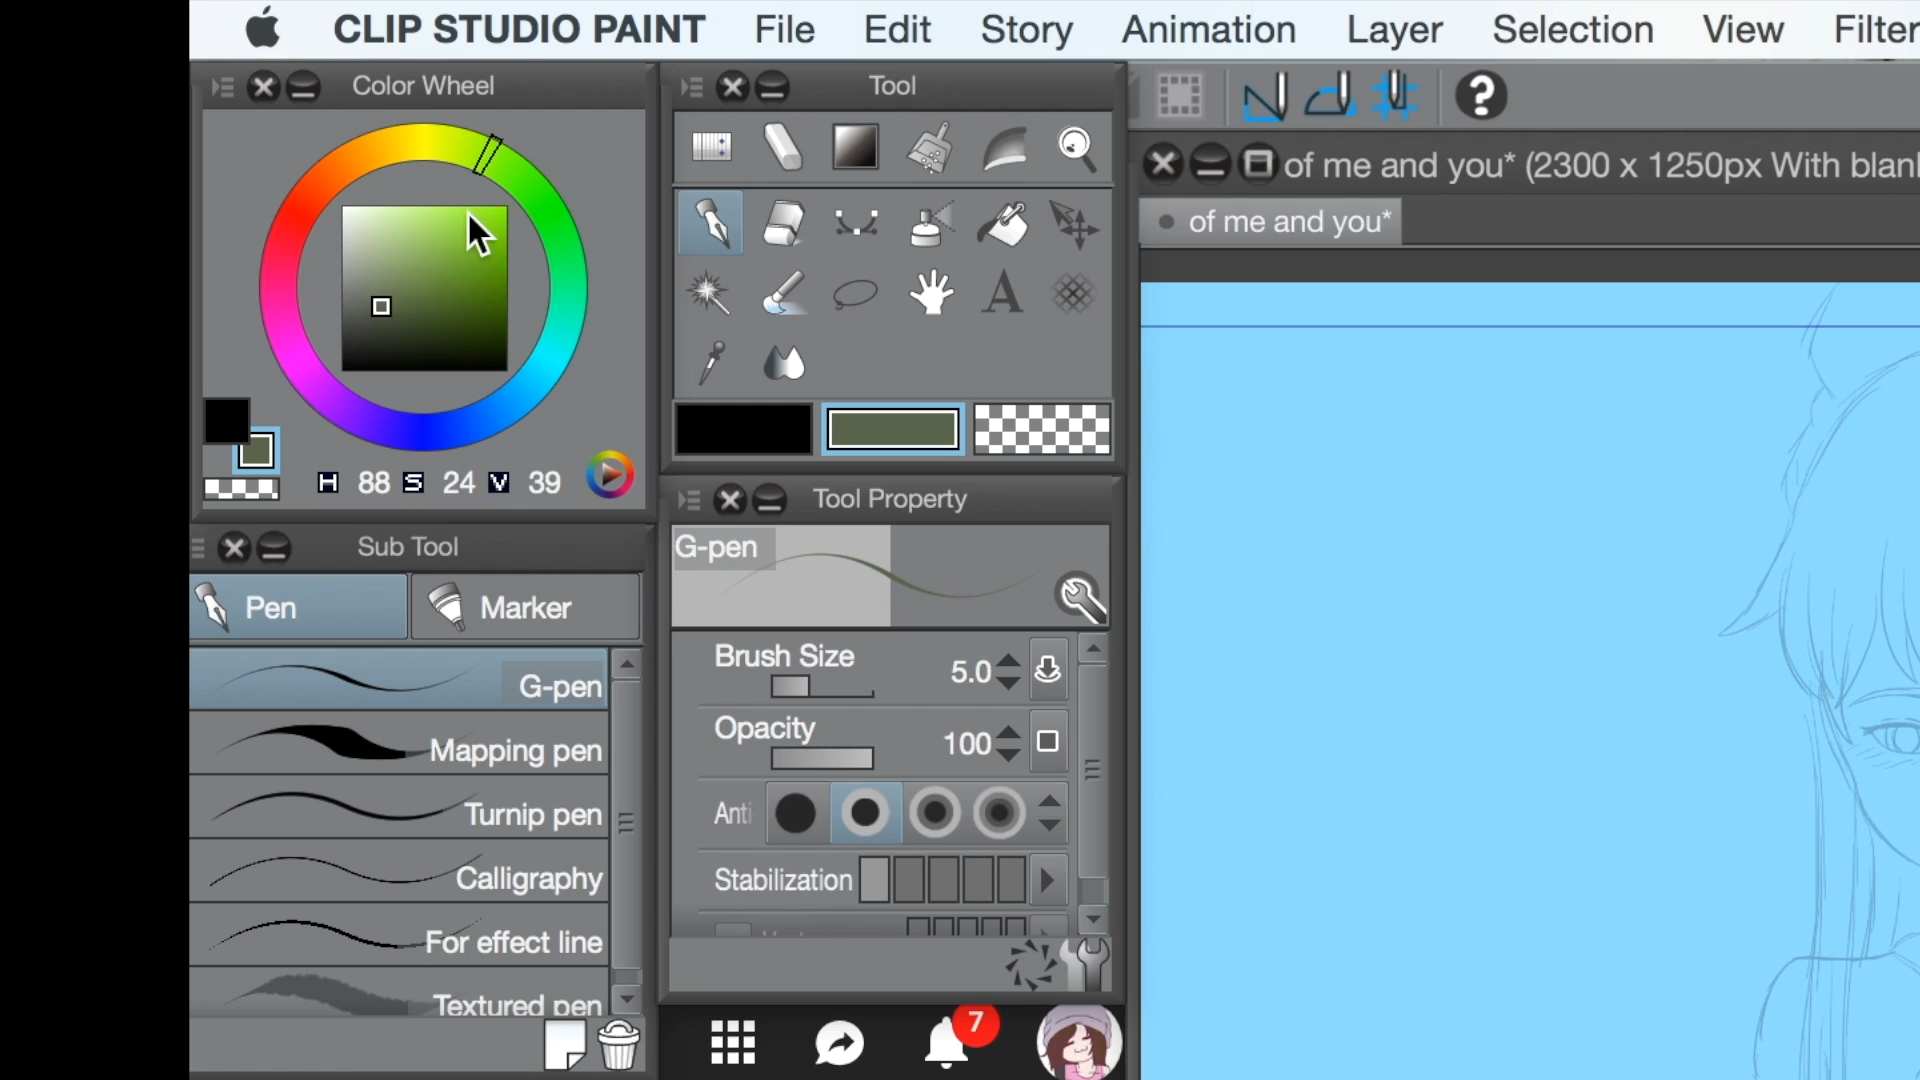 CLIP STUDIO PAINT File Edit Story Animation Layer Selection View Filter
Color Wheel
Tool
of me and you* (2300 x 1250px With blank
of me and you*
H 88 S 24 V 39
Tool Property
G-pen
Sub Tool
Pen
Marker
Brush Size
5.0
Opacity
100
Anti
Stabilization
G-pen
Mapping pen
Turnip pen
Calligraphy
For effect line
Textured pen
7